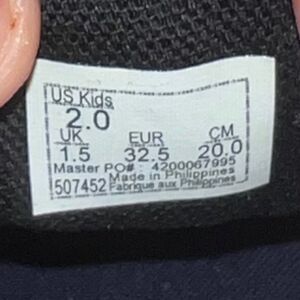 US Kids
2.0
UK EUR CM
1.5 32.5 20.0
Master PO# : 4200067995
Made in Philippines
507452 Fabrique aux Philippines